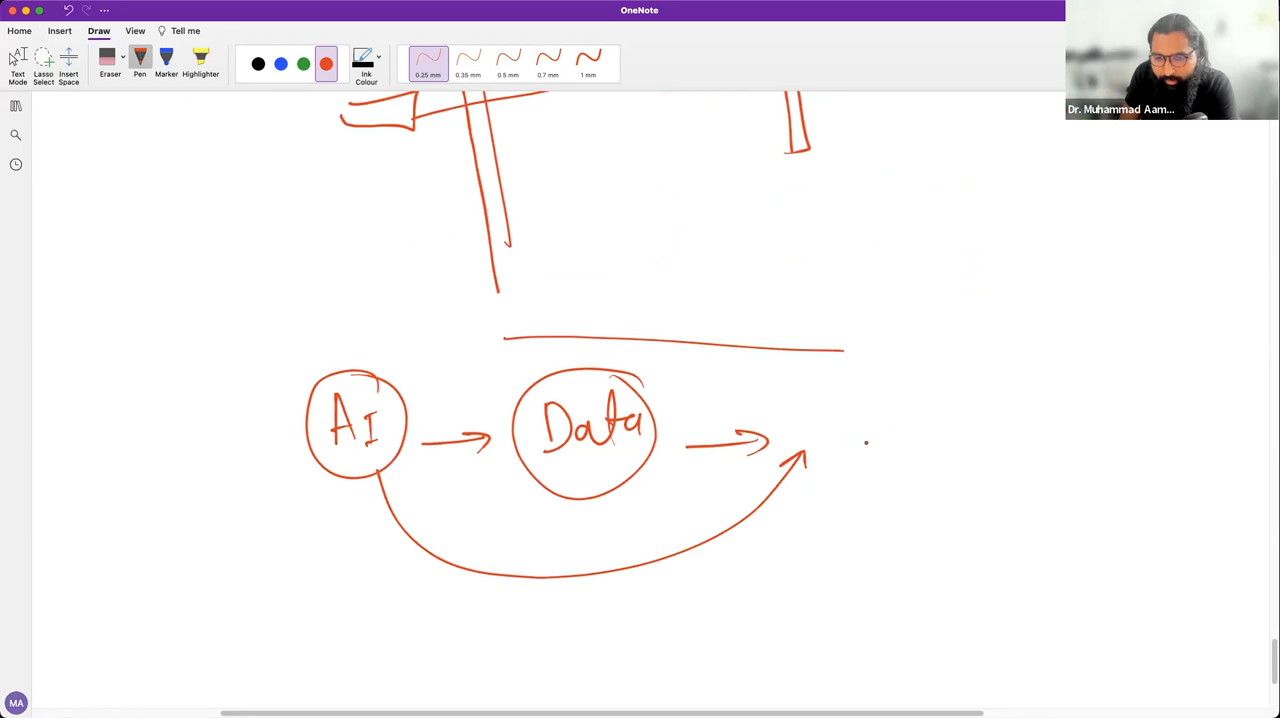 OneNote
Home Insert Draw View Tell me
Text Mode
Lasso Select
Insert Space
Eraser
Pen
Marker
Highlighter
Ink Colour
0.25 mm
0.35 mm
0.5 mm
0.7 mm
1 mm
Dr. Muhammad Aam...
AI
Data
MA